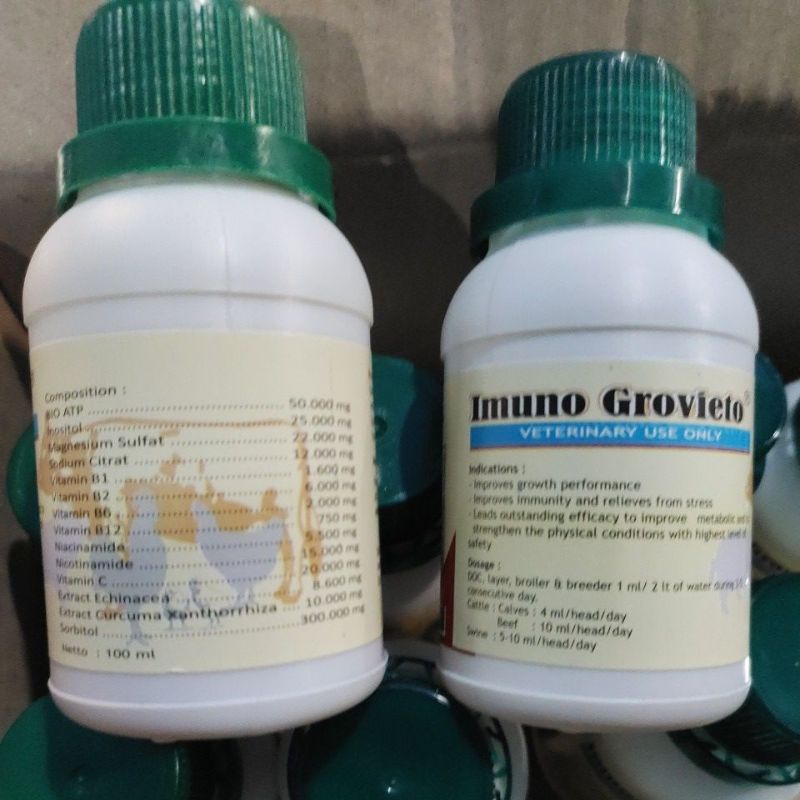 Composition :
BIO ATP ........ 50.000 mg
Inositol ........ 25.000 mg
Magnesium Sulfat ........ 22.000 mg
Sodium Citrat ........ 12.000 mg
Vitamin B1 ........ 1.600 mg
Vitamin B2 ........ 6.000 mg
Vitamin B6 ........ 2.000 mg
Vitamin B12 ........ 750 mg
Niacinamide ........ 5.500 mg
Nicotinamide ........ 15.000 mg
Vitamin C ........ 20.000 mg
Extract Echinacea ........ 8.600 mg
Extract Curcuma Xanthorrhiza ........ 10.000 mg
Sorbitol ........ 300.000 mg
Netto : 100 ml
Imuno Grovieto®
VETERINARY USE ONLY
Indications :
- Improves growth performance
- Improves immunity and relieves from stress
- Leads outstanding efficacy to improve metabolic and
strengthen the physical conditions with highest level of
safety
Dosage :
DOC, layer, broiler & breeder 1 ml/ 2 lt of water during
consecutive day.
Cattle : Calves : 4 ml/head/day
Beef : 10 ml/head/day
Swine : 5-10 ml/head/day